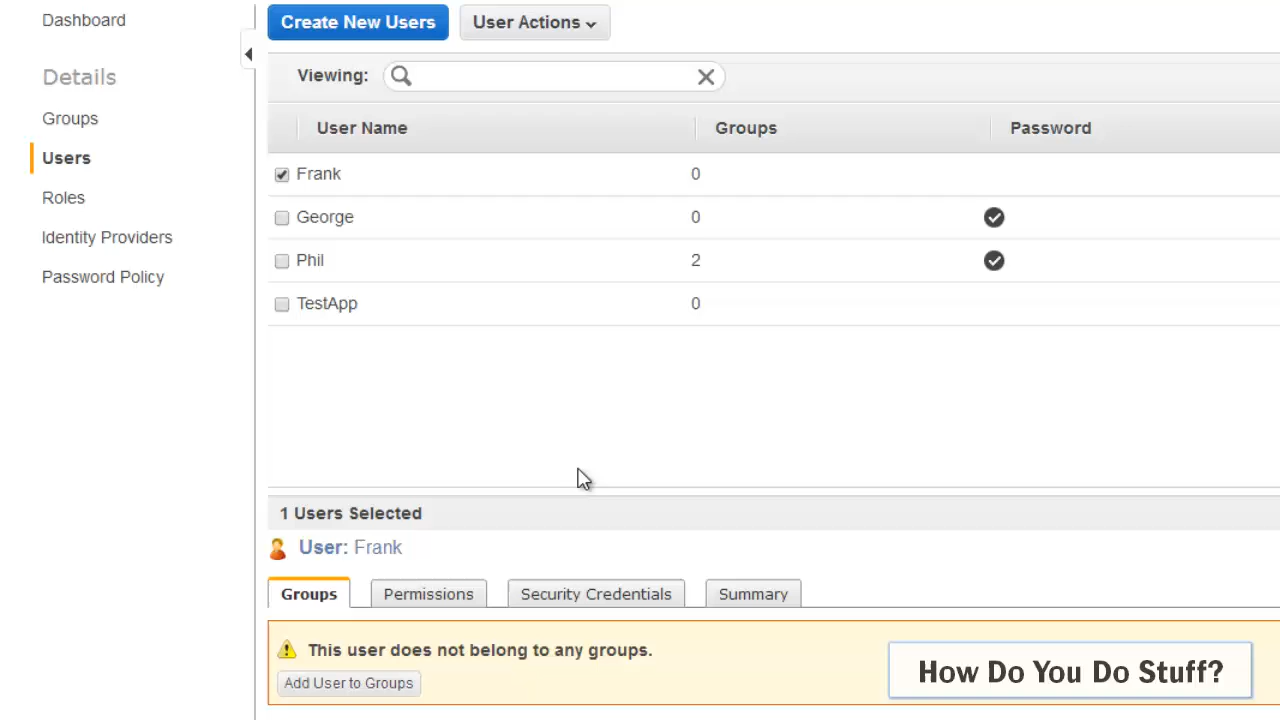 Dashboard
Details
Groups
Users
Roles
Identity Providers
Password Policy
Create New Users
User Actions
Viewing:
User Name Groups Password
Frank 0
George 0
Phil 2
TestApp 0
1 Users Selected
User: Frank
Groups Permissions Security Credentials Summary
This user does not belong to any groups.
Add User to Groups
How Do You Do Stuff?